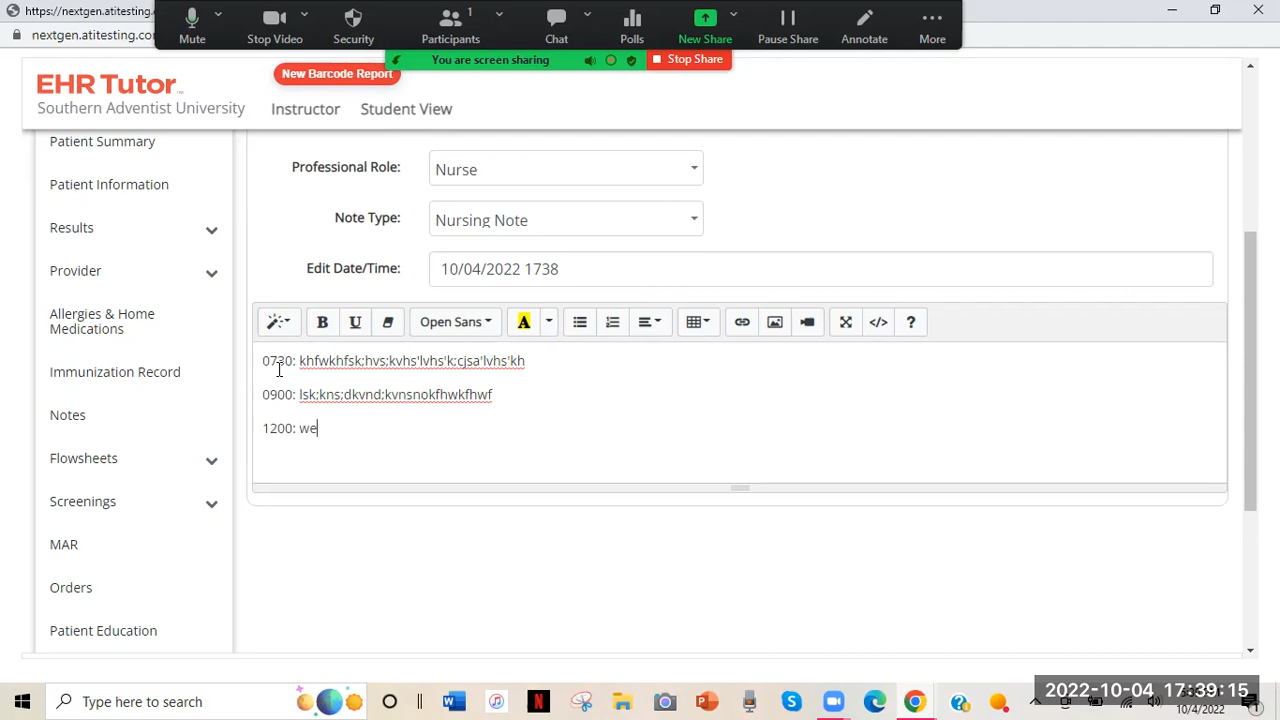 https://nextgen
nextgen.atitesting.co
Mute
Stop Video
Security
1
Participants
Chat
Polls
New Share
Pause Share
Annotate
More
You are screen sharing
Stop Share
New Barcode Report
EHR Tutor
Southern Adventist University
Instructor
Student View
Patient Summary
Patient Information
Results
Provider
Allergies & Home
Medications
Immunization Record
Notes
Flowsheets
Screenings
MAR
Orders
Patient Education
Professional Role:
Nurse
Note Type:
Nursing Note
Edit Date/Time:
10/04/2022 1738
B U Open Sans A </> ?
0730: khfwkhfsk;hvs;kvhs'lvhs'k;cjsa'lvhs'kh
0900: lsk;kns;dkvnd;kvnsnokfhwkfhwf
1200: we
Type here to search
2022-10-04 17:39:15
10/4/2022